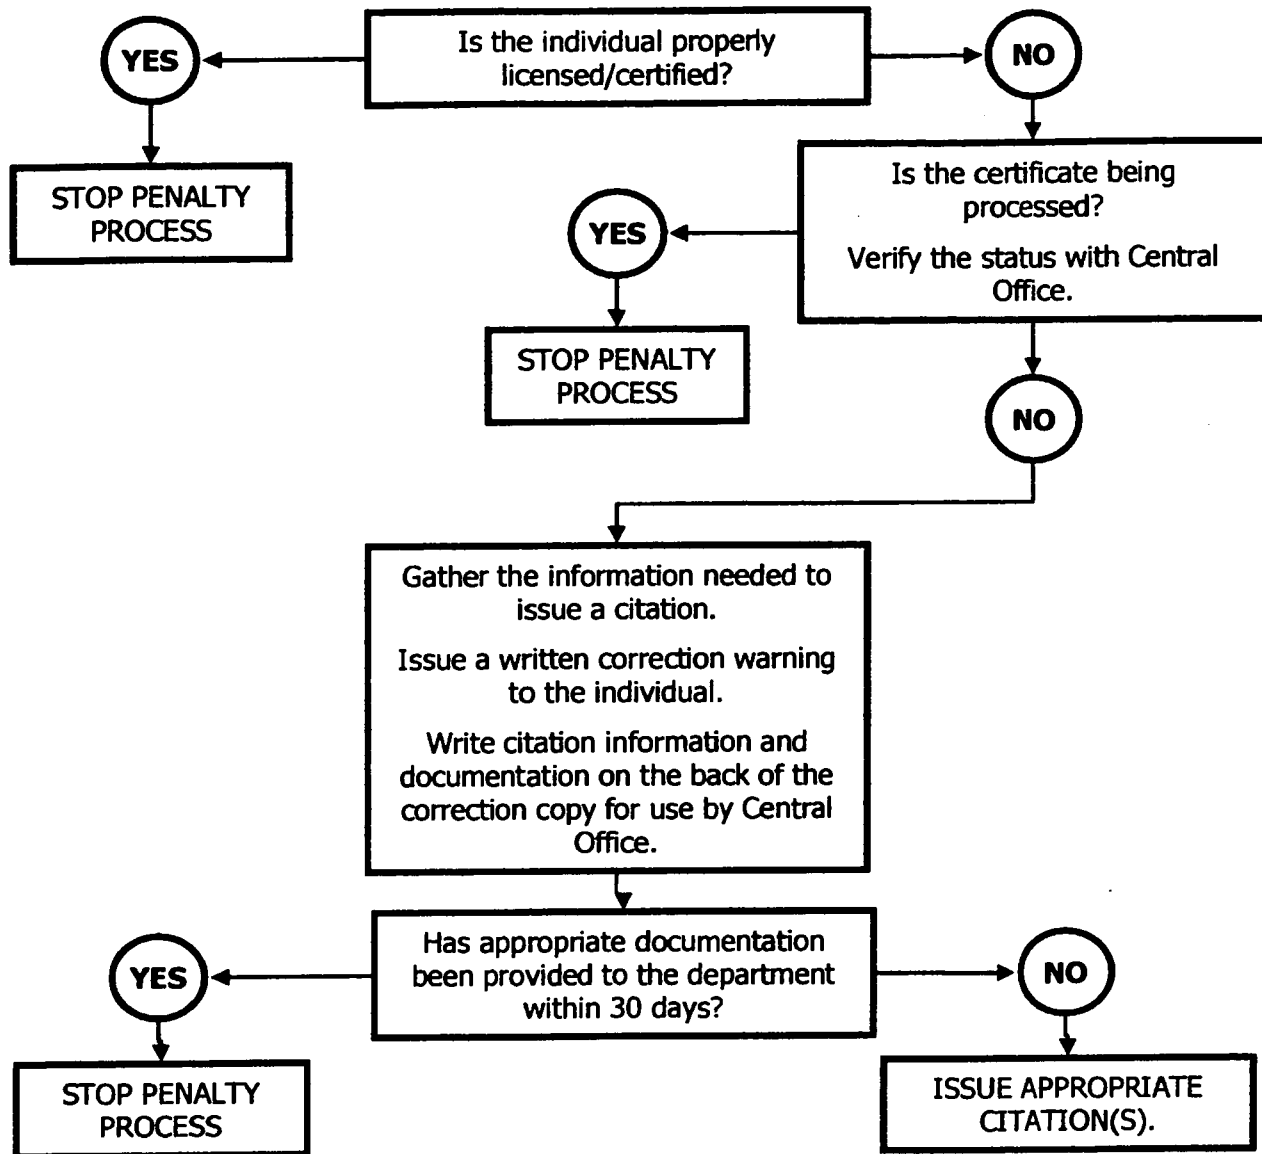 Is the individual properly
licensed/certified?
YES
NO
STOP PENALTY
PROCESS
Is the certificate being
processed?
Verify the status with Central
Office.
YES
STOP PENALTY
PROCESS
NO
Gather the information needed to
issue a citation.
Issue a written correction warning
to the individual.
Write citation information and
documentation on the back of the
correction copy for use by Central
Office.
Has appropriate documentation
been provided to the department
within 30 days?
YES
NO
STOP PENALTY
PROCESS
ISSUE APPROPRIATE
CITATION(S).